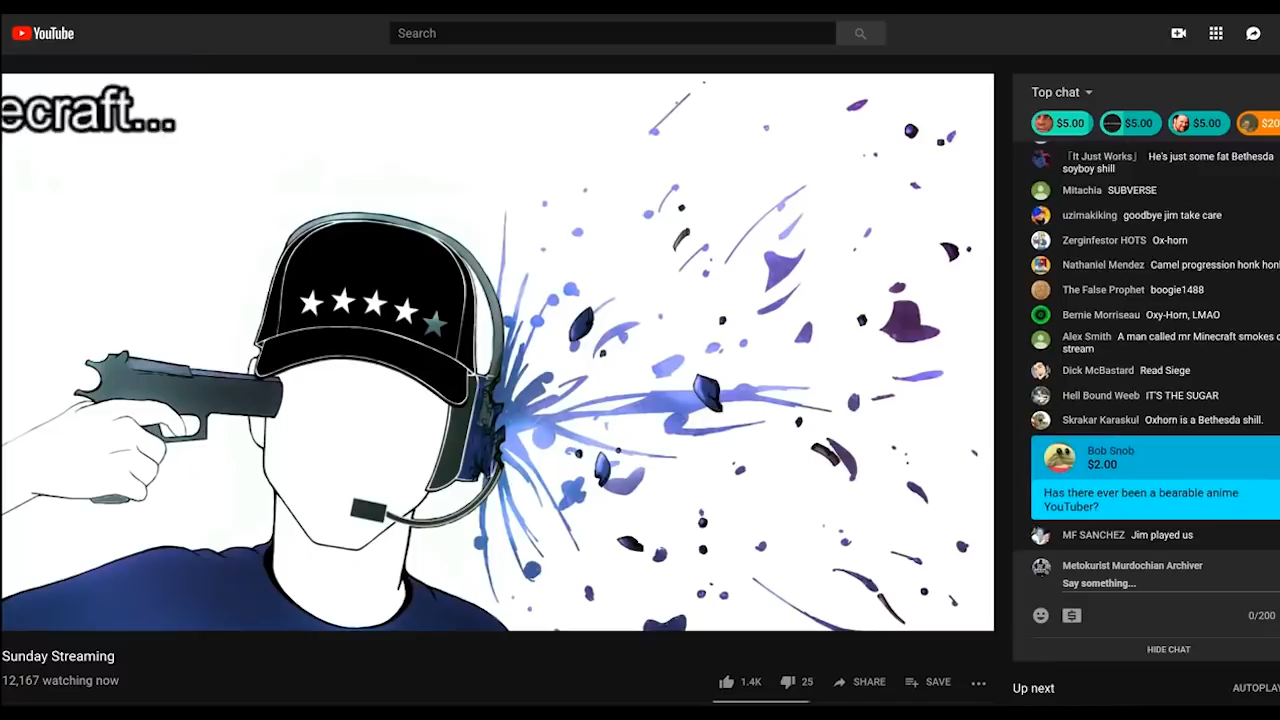 YouTube
Search
ecraft...
Top chat
$5.00
$5.00
$5.00
$20
「It Just Works」 He's just some fat Bethesda
soyboy shill
Mitachia SUBVERSE
uzimakiking goodbye jim take care
Zerginfestor HOTS Ox-horn
Nathaniel Mendez Camel progression honk honk
The False Prophet boogie1488
Bernie Morriseau Oxy-Horn, LMAO
Alex Smith A man called mr Minecraft smokes
stream
Dick McBastard Read Siege
Hell Bound Weeb IT'S THE SUGAR
Skrakar Karaskul Oxhorn is a Bethesda shill.
Bob Snob
$2.00
Has there ever been a bearable anime
YouTuber?
MF SANCHEZ Jim played us
Metokurist Murdochian Archiver
Say something...
0/200
HIDE CHAT
Sunday Streaming
12,167 watching now
1.4K
25
SHARE
SAVE
Up next
AUTOPLAY